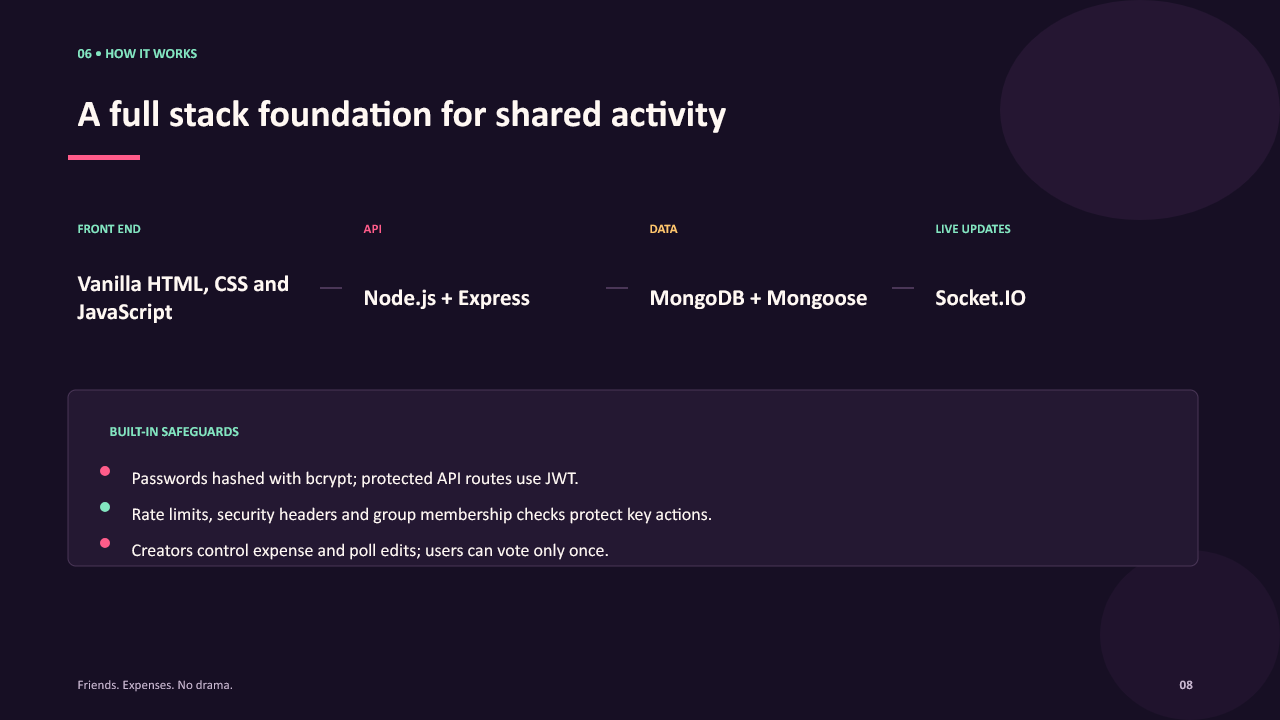 06 • HOW IT WORKS
A full stack foundation for shared activity
FRONT END
Vanilla HTML, CSS and
JavaScript
API
Node.js + Express
DATA
MongoDB + Mongoose
LIVE UPDATES
Socket.IO
BUILT-IN SAFEGUARDS
Passwords hashed with bcrypt; protected API routes use JWT.
Rate limits, security headers and group membership checks protect key actions.
Creators control expense and poll edits; users can vote only once.
Friends. Expenses. No drama.
08